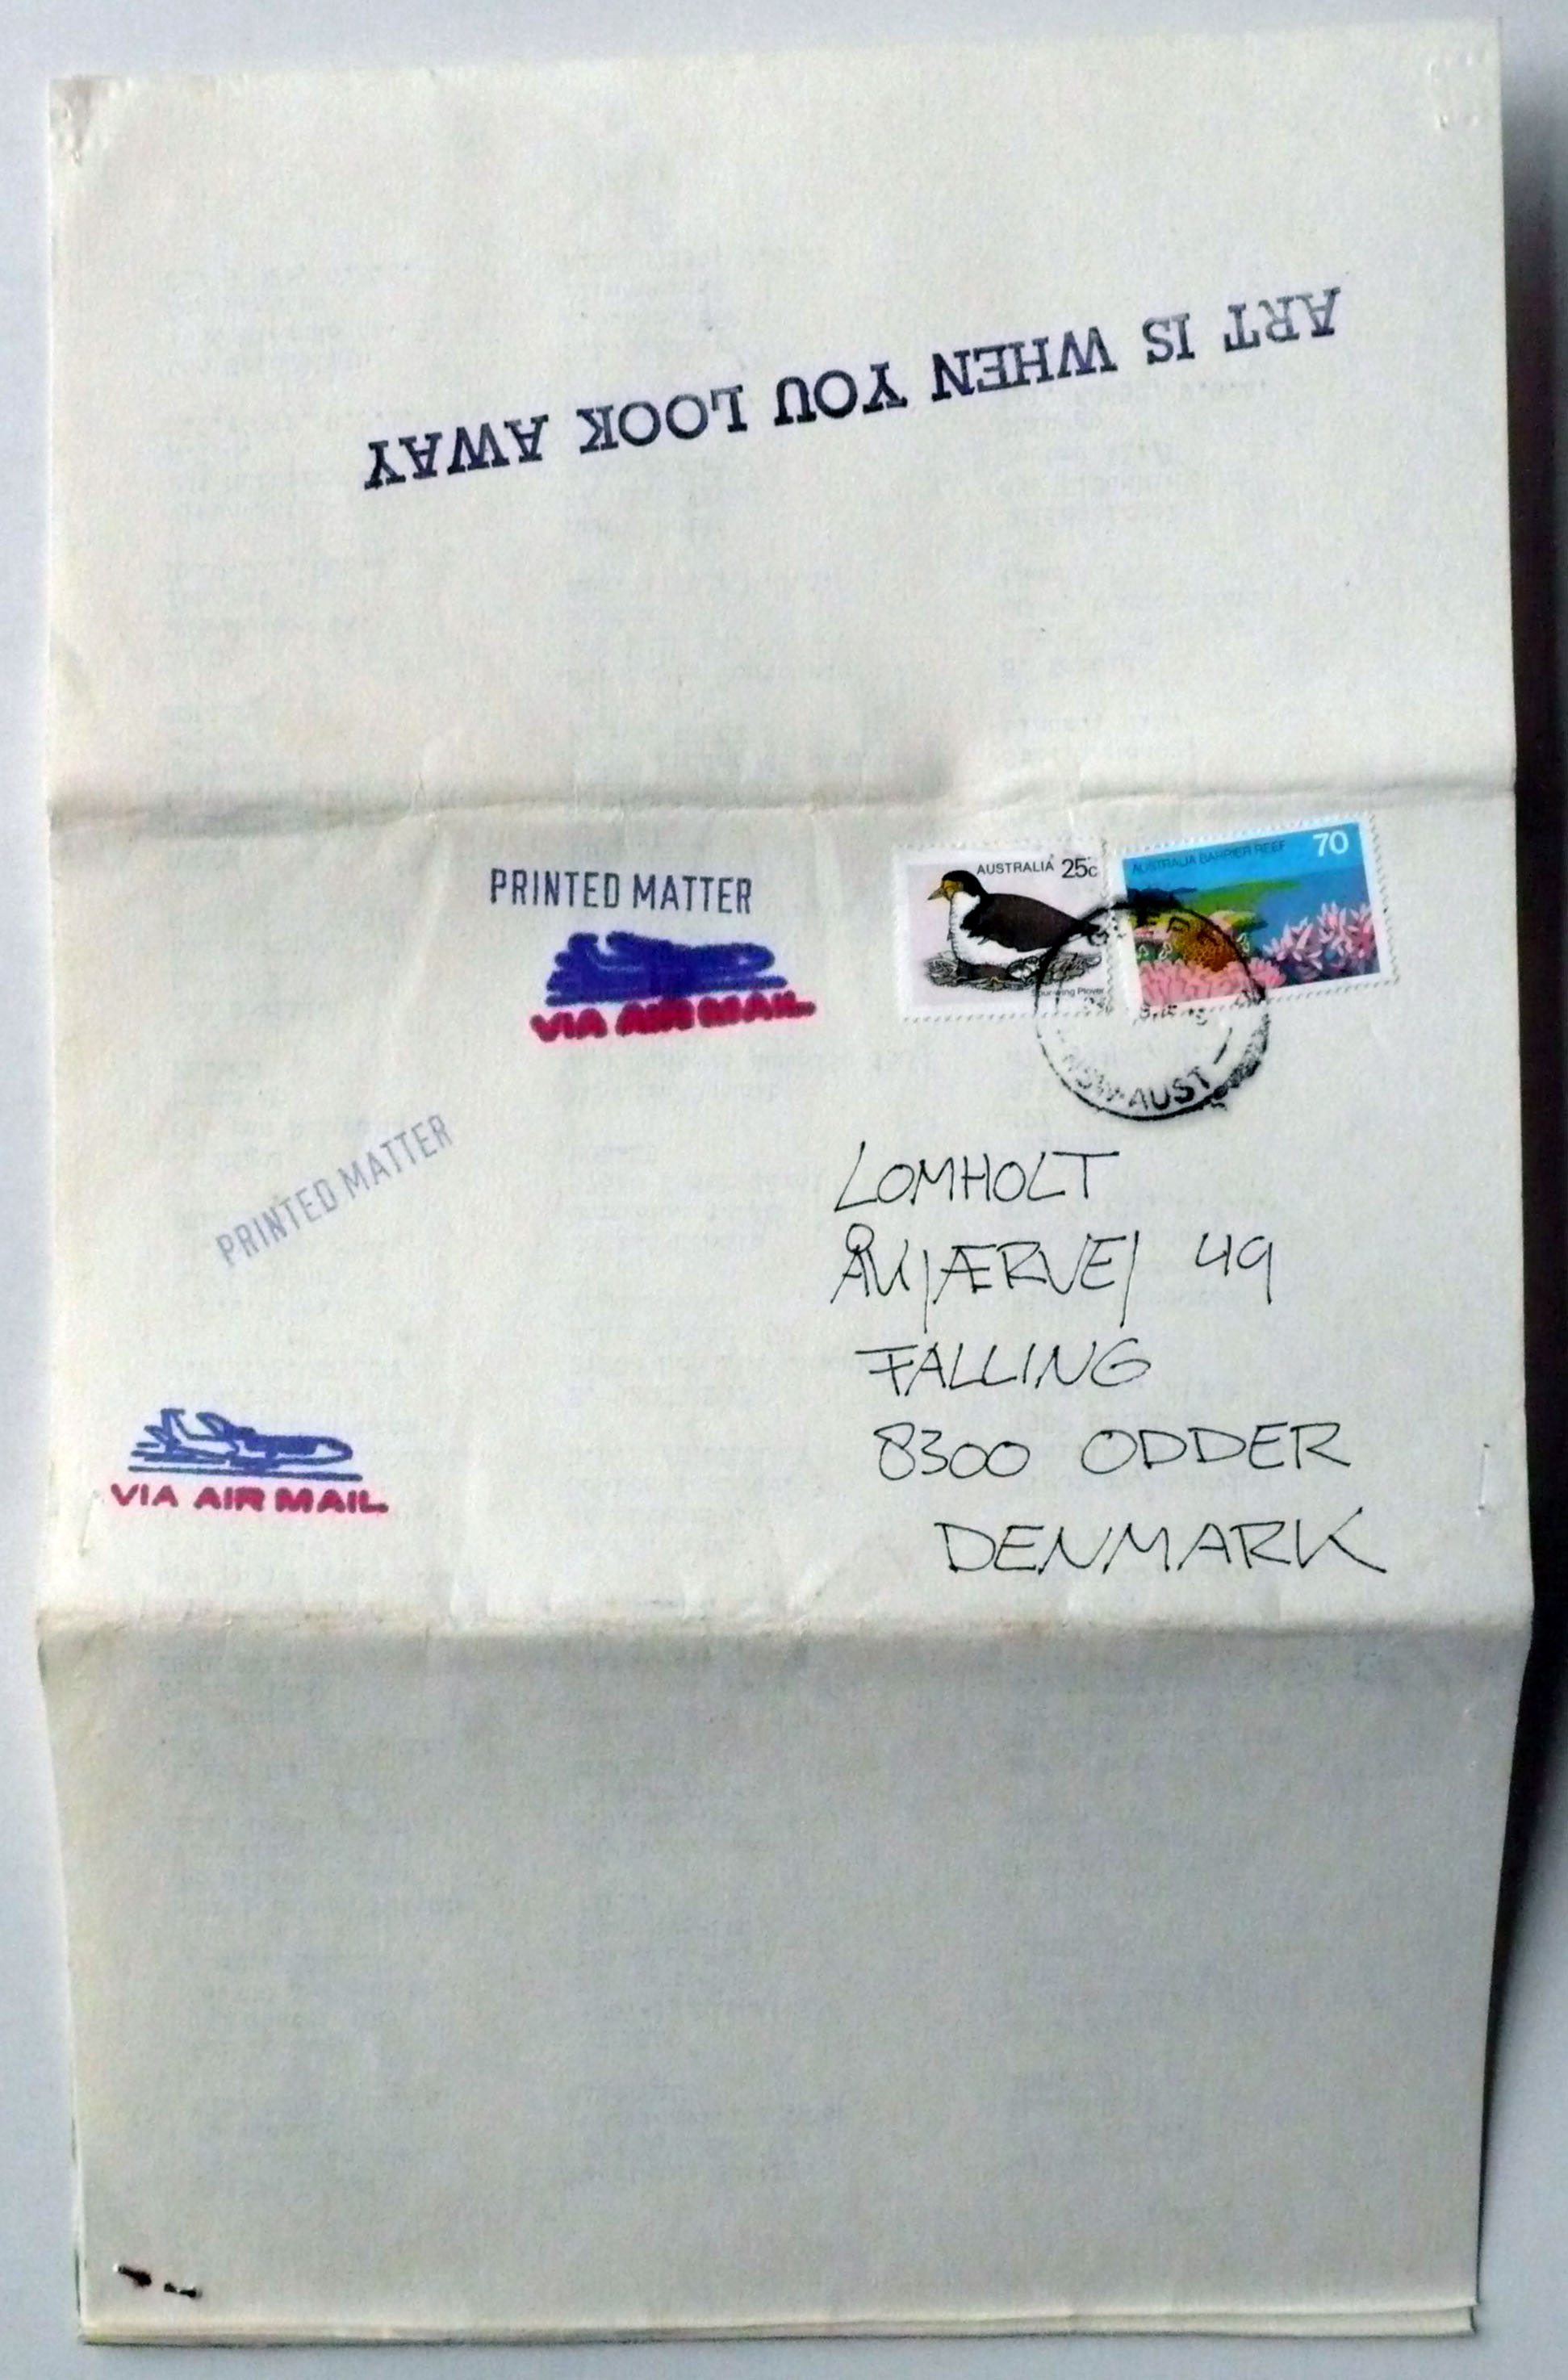 ART IS WHEN YOU LOOK AWAY
PRINTED MATTER
VIA AIR MAIL
AUSTRALIA 25c
AUSTRALIA BARRIER REEF 70
NSW-AUST
PRINTED MATTER
LOMHOLT
49
FALLING
8300 ODDER
DENMARK
VIA AIR MAIL